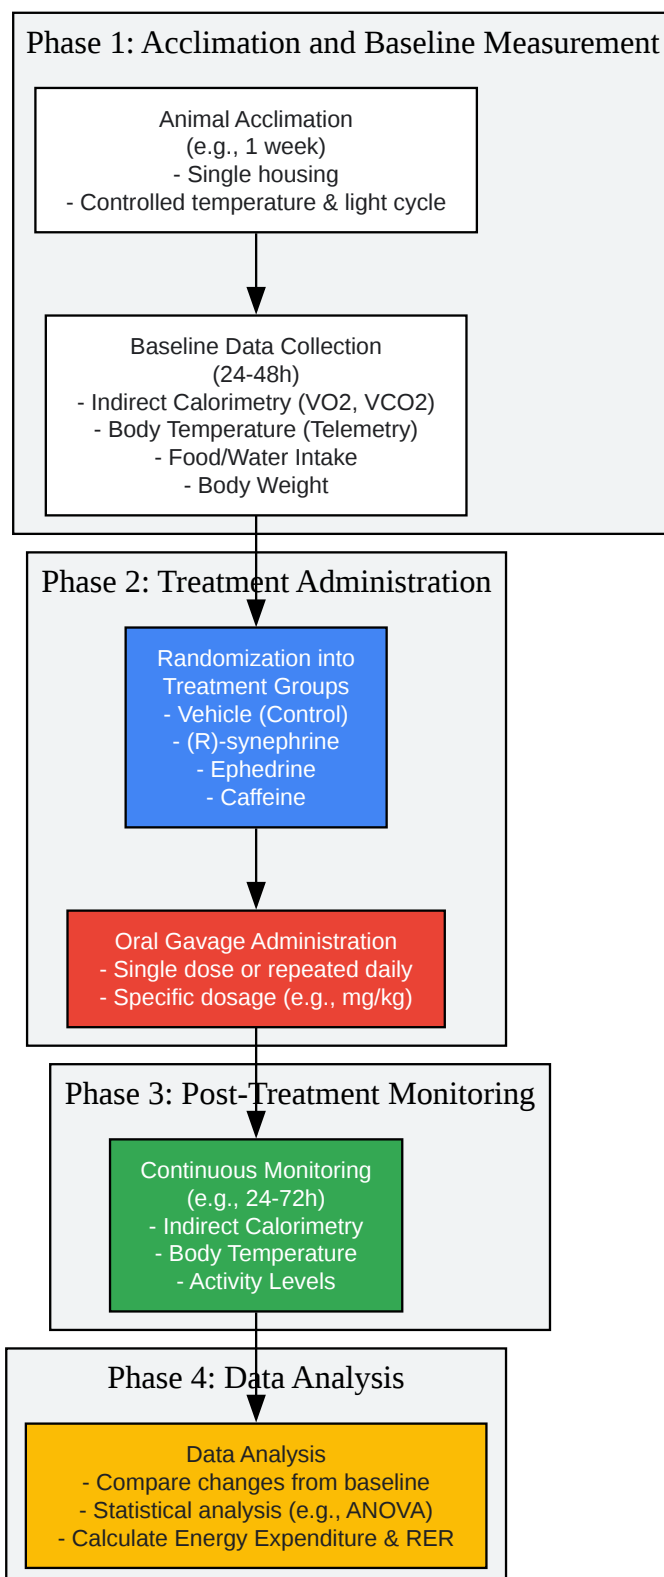 Phase 1: Acclimation and Baseline Measurement
Animal Acclimation
(e.g., 1 week)
- Single housing
- Controlled temperature & light cycle
Baseline Data Collection
(24-48h)
- Indirect Calorimetry (VO2, VCO2)
- Body Temperature (Telemetry)
- Food/Water Intake
- Body Weight
Phase 2: Treatment Administration
Randomization into
Treatment Groups
- Vehicle (Control)
- (R)-synephrine
- Ephedrine
- Caffeine
Oral Gavage Administration
- Single dose or repeated daily
- Specific dosage (e.g., mg/kg)
Phase 3: Post-Treatment Monitoring
Continuous Monitoring
(e.g., 24-72h)
- Indirect Calorimetry
- Body Temperature
- Activity Levels
Phase 4: Data Analysis
Data Analysis
- Compare changes from baseline
- Statistical analysis (e.g., ANOVA)
- Calculate Energy Expenditure & RER